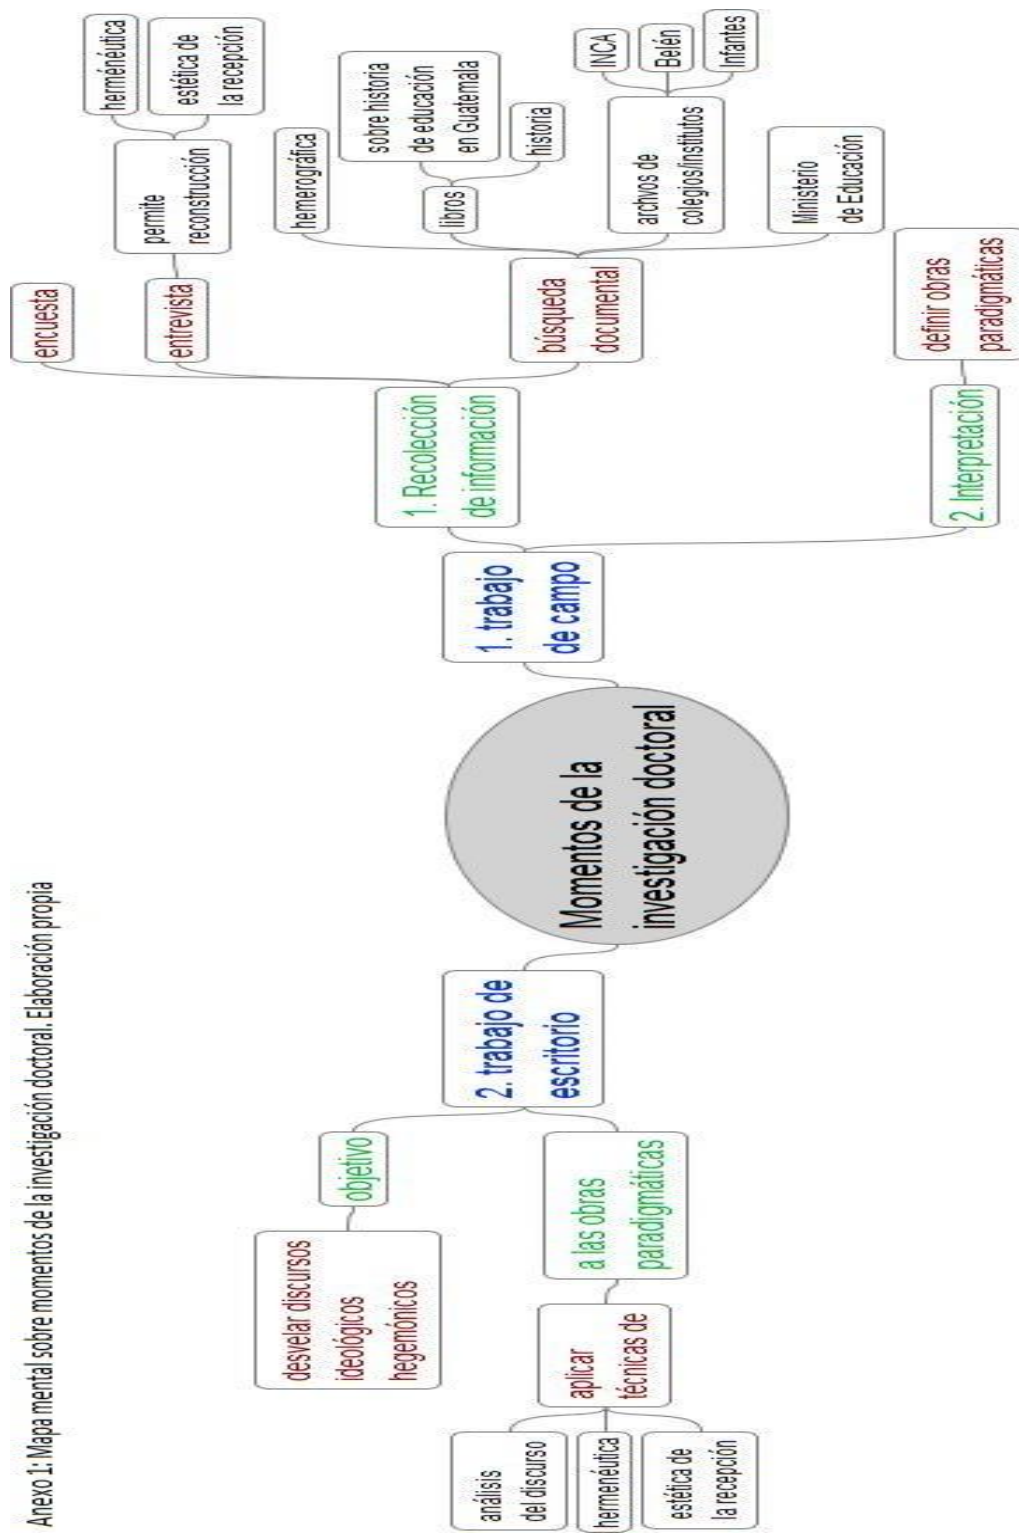 Anexo 1: Mapa mental sobre momentos de la investigación doctoral. Elaboración propia
Momentos de la
investigación doctoral
1. trabajo
de campo
1. Recolección
de información
encuesta
entrevista
permite
reconstrucción
herménéutica
estética de
la recepción
búsqueda
documental
hemerográfica
libros
sobre historia
de educación
en Guatemala
historia
archvos de
colegios/institutos
INCA
Belén
Infantes
Ministerio
de Educación
2. Interpretación
definir obras
paradigmáticas
2. trabajo de
escritorio
objetivo
desvelar discursos
ideológicos
hegemónicos
a las obras
paradigmáticas
aplicar
técnicas de
análisis
del discurso
hermenéutica
estética de
la recepción